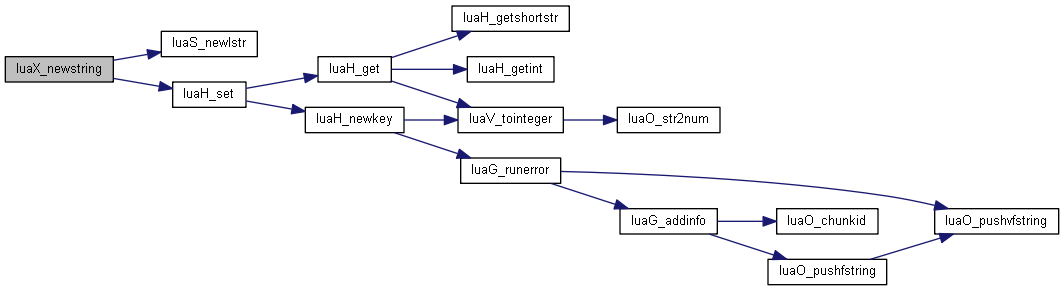 luaH_getshortstr
luaS_newlstr
luaX_newstring
luaH_get
luaH_getint
luaH_set
luaH_newkey
luaV_tointeger
luaO_str2num
luaG_runerror
luaG_addinfo
luaO_chunkid
luaO_pushvfstring
luaO_pushfstring